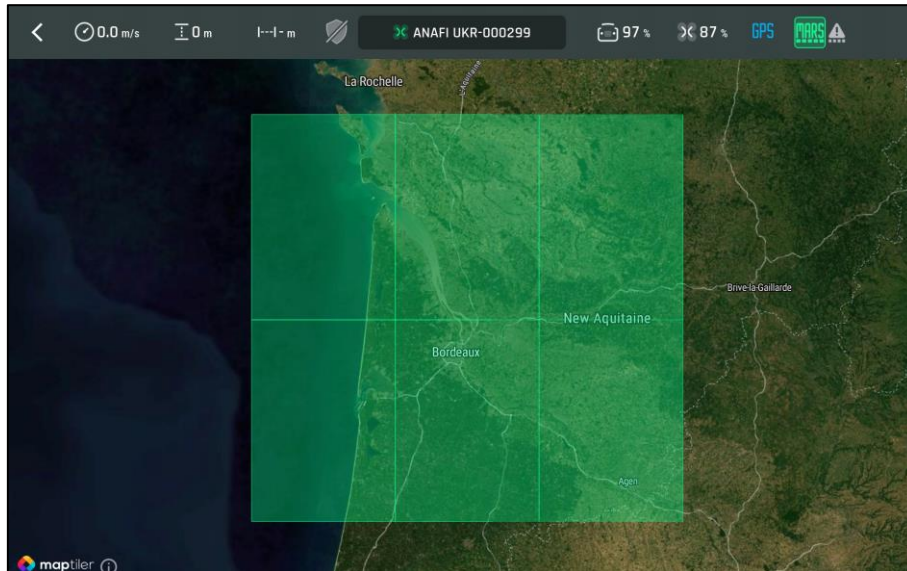 0.0 m/s
0 m
- m
ANAFI UKR-000299
97 %
87 %
GPS
MARS
La Rochelle
L'Aquitaine
Brive-la-Gaillarde
New Aquitaine
Bordeaux
Agen
maptiler